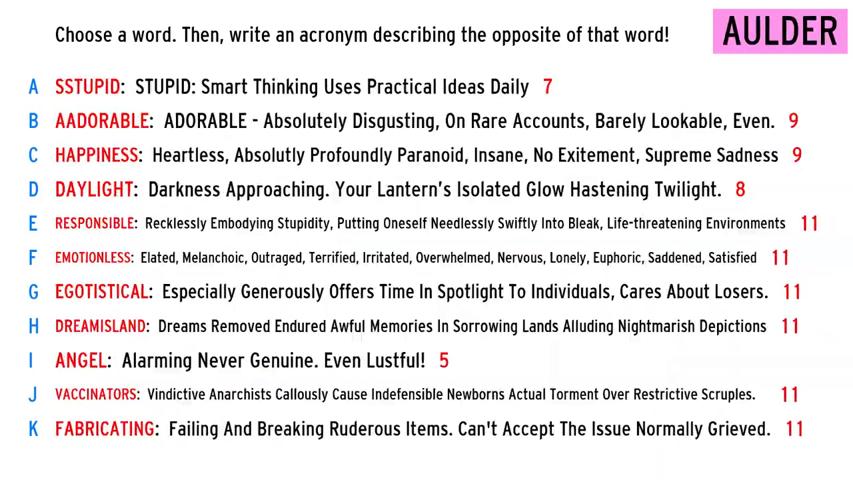 Choose a word. Then, write an acronym describing the opposite of that word!
AULDER
A SSTUPID: STUPID: Smart Thinking Uses Practical Ideas Daily 7
B AADORABLE: ADORABLE - Absolutely Disgusting, On Rare Accounts, Barely Lookable, Even. 9
C HAPPINESS: Heartless, Absolutly Profoundly Paranoid, Insane, No Exitement, Supreme Sadness 9
D DAYLIGHT: Darkness Approaching. Your Lantern's Isolated Glow Hastening Twilight. 8
E RESPONSIBLE: Recklessly Embodying Stupidity, Putting Oneself Needlessly Swiftly Into Bleak, Life-threatening Environments 11
F EMOTIONLESS: Elated, Melanchoic, Outraged, Terrified, Irritated, Overwhelmed, Nervous, Lonely, Euphoric, Saddened, Satisfied 11
G EGOTISTICAL: Especially Generously Offers Time In Spotlight To Individuals, Cares About Losers. 11
H DREAMISLAND: Dreams Removed Endured Awful Memories In Sorrowing Lands Alluding Nightmarish Depictions 11
I ANGEL: Alarming Never Genuine. Even Lustful! 5
J VACCINATORS: Vindictive Anarchists Callously Cause Indefensible Newborns Actual Torment Over Restrictive Scruples. 11
K FABRICATING: Failing And Breaking Ruderous Items. Can't Accept The Issue Normally Grieved. 11